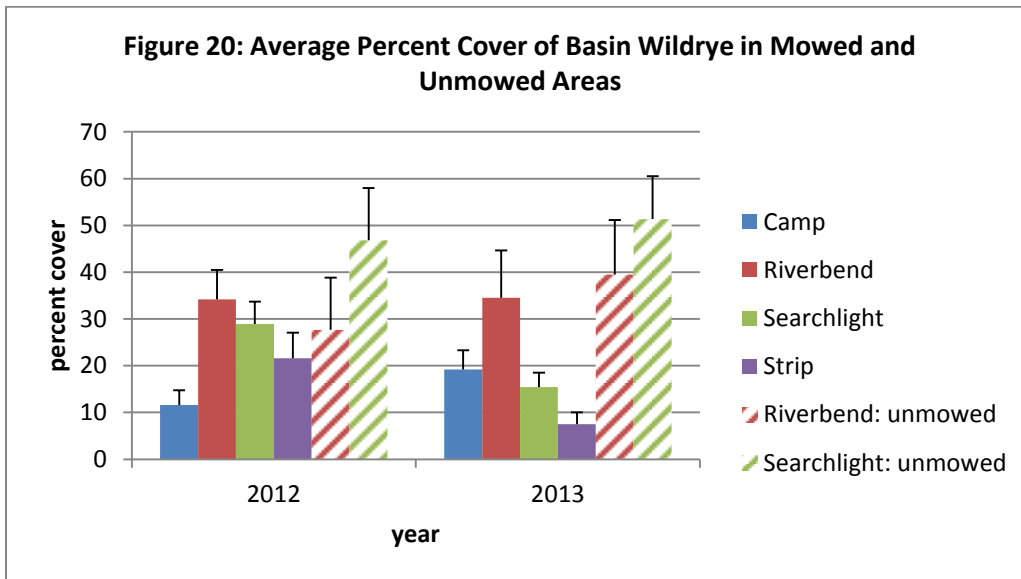 Figure 20: Average Percent Cover of Basin Wildrye in Mowed and
Unmowed Areas
70
60
50
40
30
20
10
0
percent cover
2012
2013
year
Camp
Riverbend
Searchlight
Strip
Riverbend: unmowed
Searchlight: unmowed